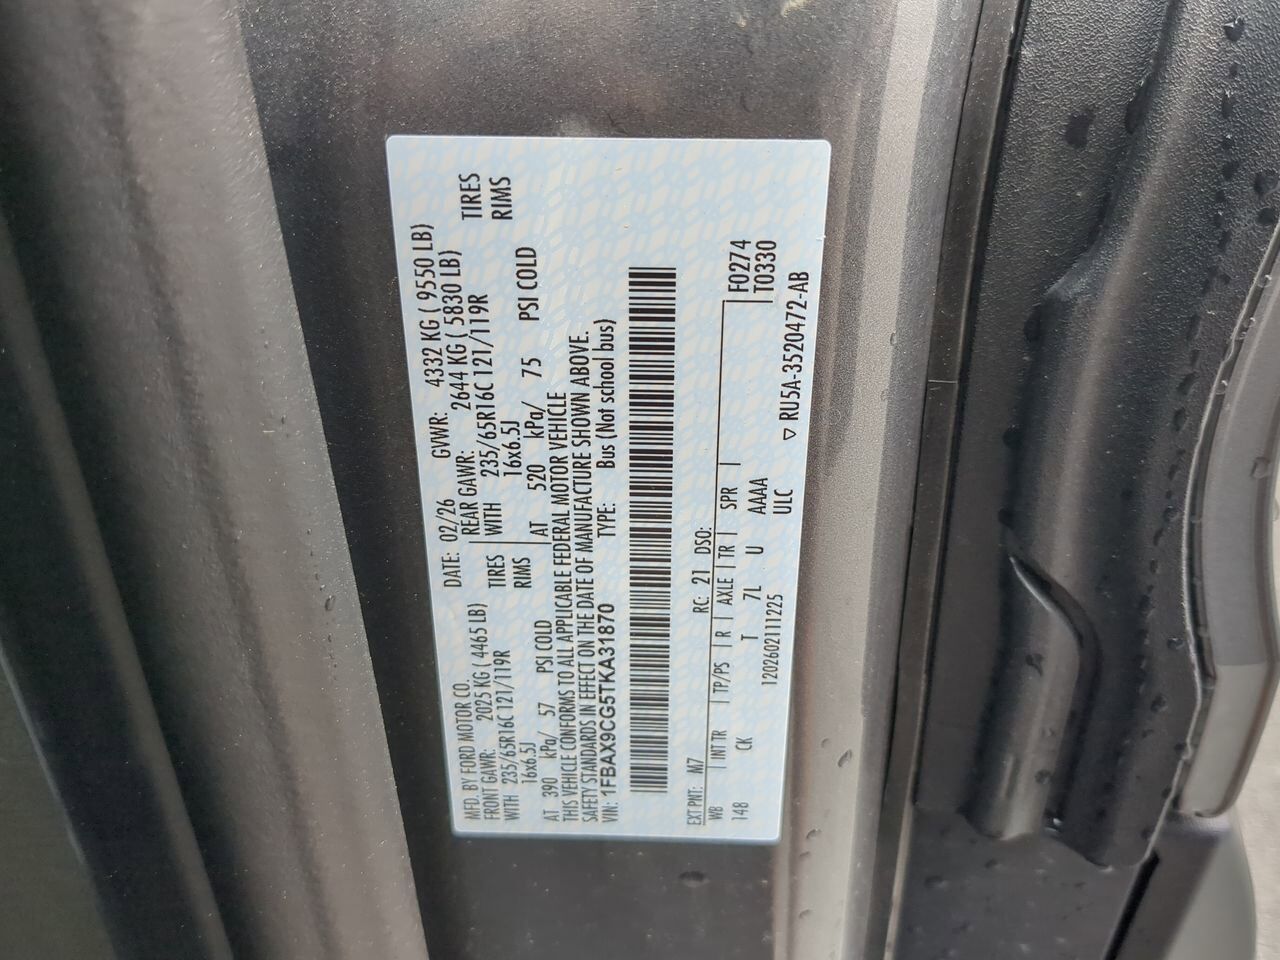 MFD. BY FORD MOTOR CO.
DATE: 02/26 GVWR: 4332 KG ( 9550 LB)
FRONT GAWR: 2025 KG ( 4465 LB) REAR GAWR: 2644 KG ( 5830 LB)
WITH 235/65R16C 121/119R TIRES WITH 235/65R16C 121/119R TIRES
16x6.5J RIMS 16x6.5J RIMS
AT 390 kPa/ 57 PSI COLD AT 520 kPa/ 75 PSI COLD
THIS VEHICLE CONFORMS TO ALL APPLICABLE FEDERAL MOTOR VEHICLE
SAFETY STANDARDS IN EFFECT ON THE DATE OF MANUFACTURE SHOWN ABOVE.
VIN: 1FBAX9CG5TKA31870 TYPE: Bus (Not school bus)
EXT PNT: M7 RC: 21 DSO:
WB INT TR TP/PS R AXLE TR SPR F0274
148 CK T 7L U AAAA T0330
1202602111225 ULC
▽ RU5A-3520472-AB